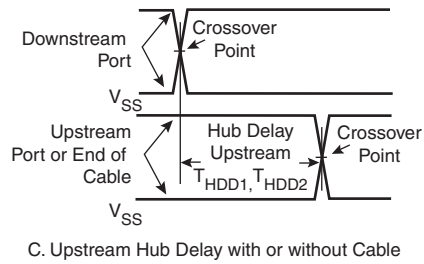 Downstream
Port
Crossover
Point
VSS
Upstream
Port or End of
Cable
Hub Delay
Upstream
THDD1, THDD2
Crossover
Point
VSS
C. Upstream Hub Delay with or without Cable